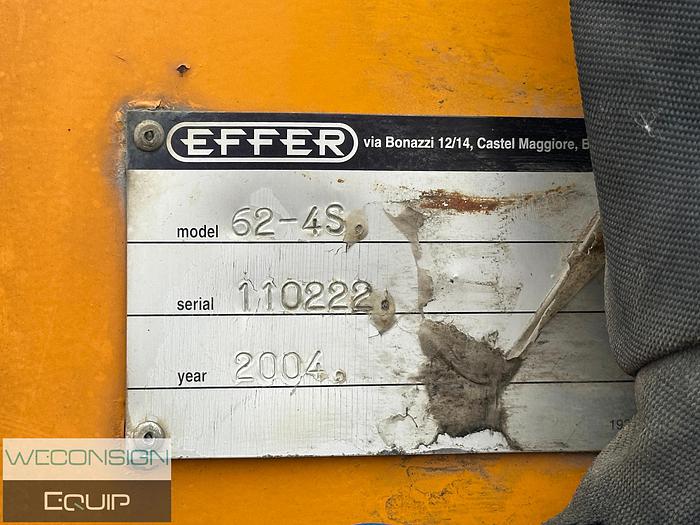 EFFER via Bonazzi 12/14, Castel Maggiore, B
model 62-4S.
serial 110222.
year 2004.
WECONSIGN
EQUIP